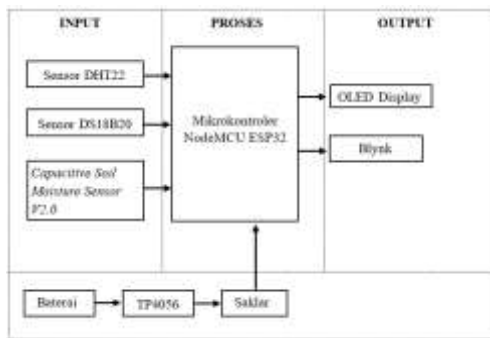 INPUT
PROSES
OUTPUT
Sensor DHT22
Sensor DS18B20
Capacitive Soil
Moisture Sensor
V2.0
Mikrokontroler
NodeMCU ESP32
OLED Display
Blynk
Baterai
TP4056
Saklar